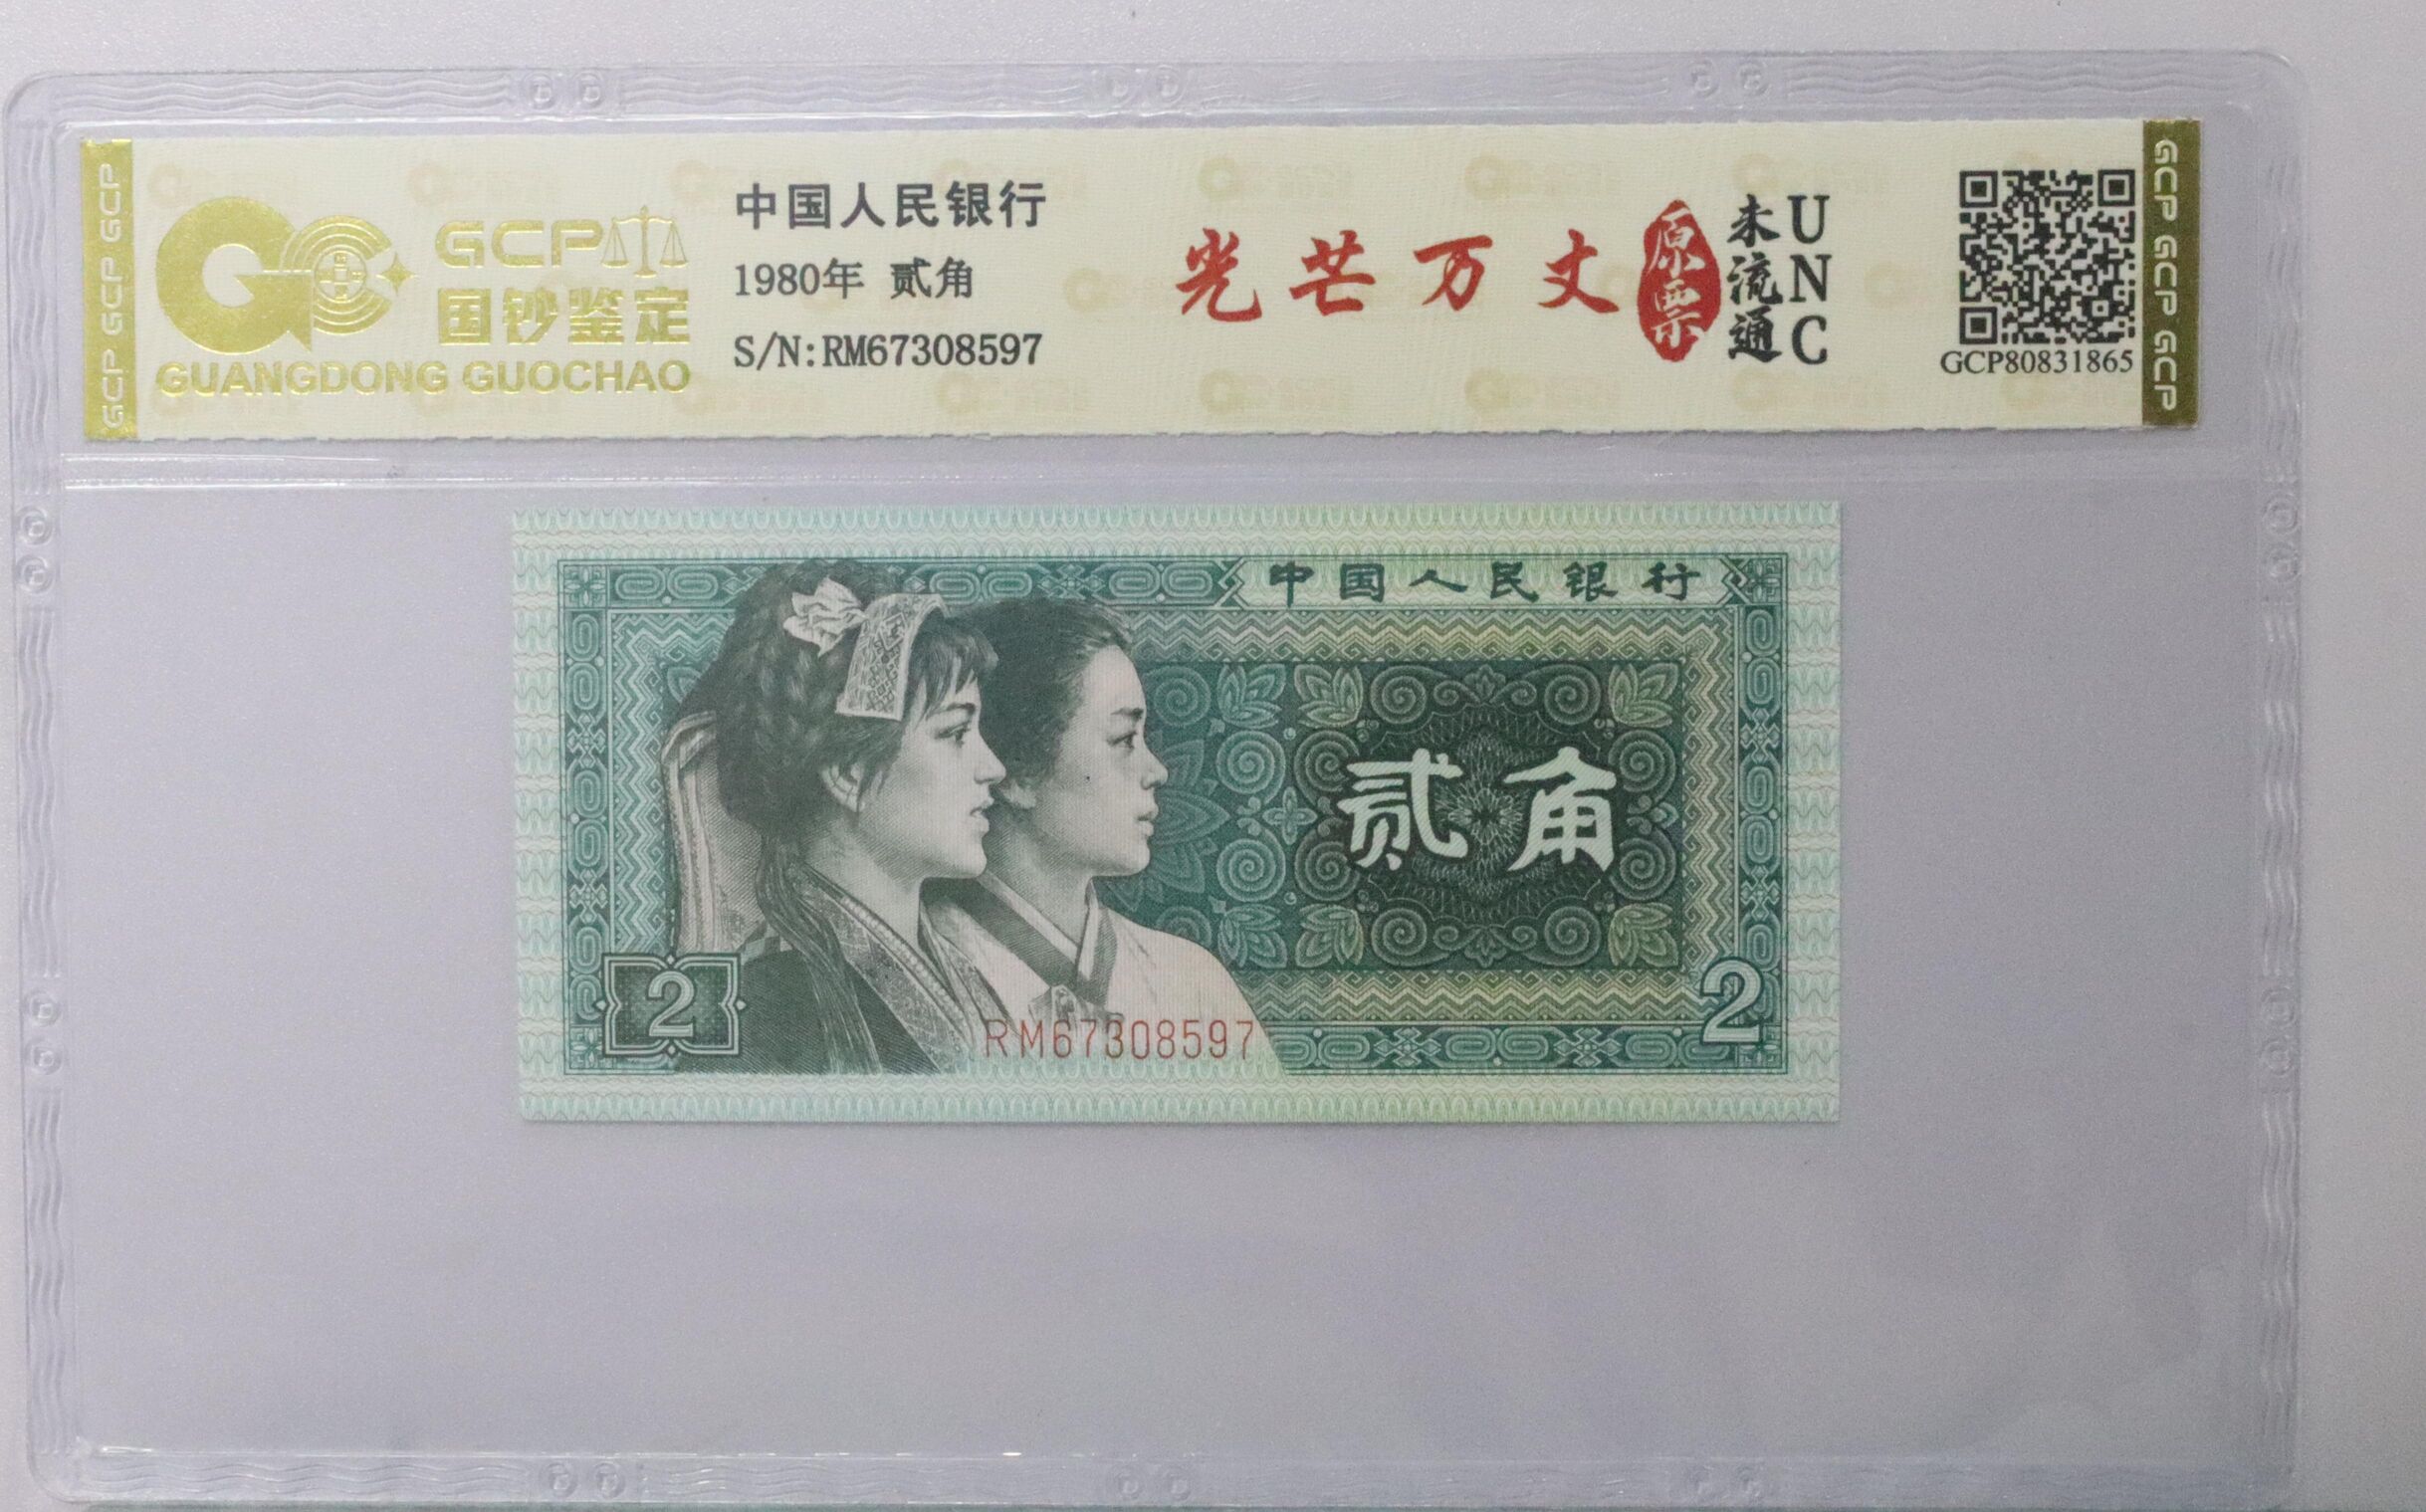 GCP GCP GCP
GCP
国钞鉴定
GUANGDONG GUOCHAO
中国人民银行
1980年 贰角
S/N:RM67308597
光芒万丈
原票
未流通
UNC
GCP80831865
GCP GCP GCP
中国人民银行
贰角
2
2
RM67308597